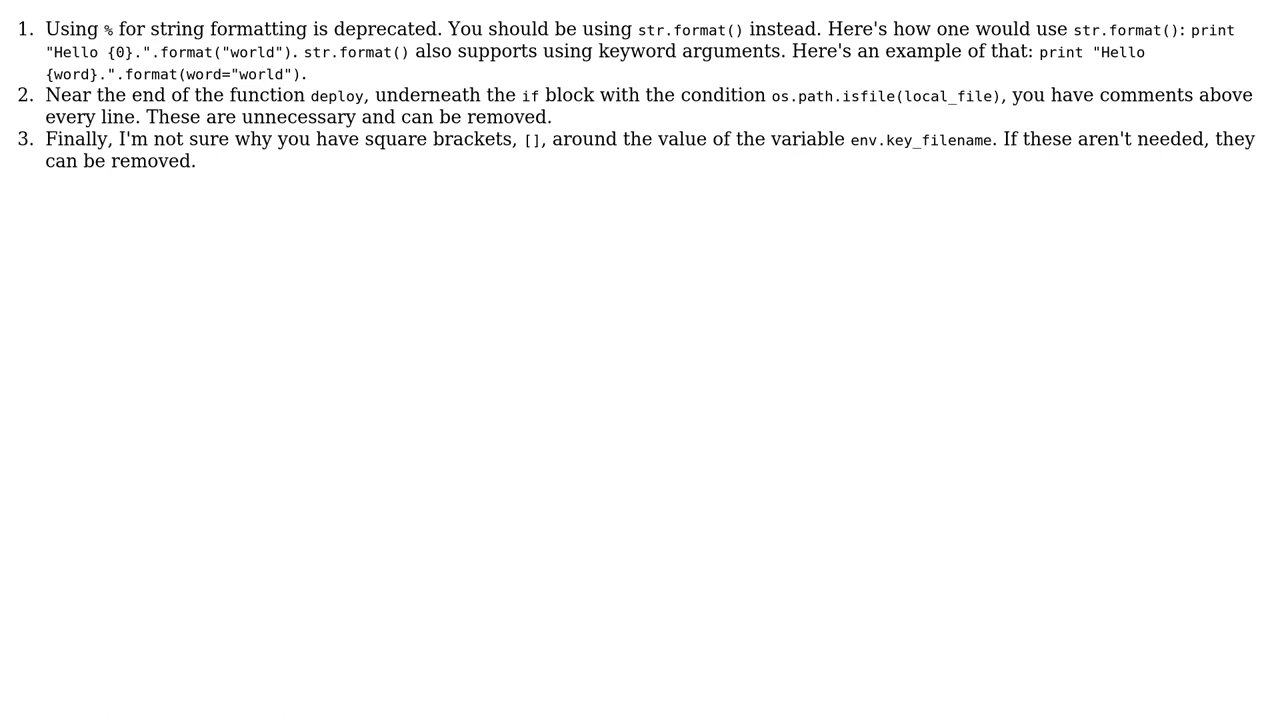 1. Using % for string formatting is deprecated. You should be using str.format() instead. Here's how one would use str.format(): print
"Hello {0}.".format("world"). str.format() also supports using keyword arguments. Here's an example of that: print "Hello
{word}.".format(word="world").
2. Near the end of the function deploy, underneath the if block with the condition os.path.isfile(local_file), you have comments above
every line. These are unnecessary and can be removed.
3. Finally, I'm not sure why you have square brackets, [], around the value of the variable env.key_filename. If these aren't needed, they
can be removed.